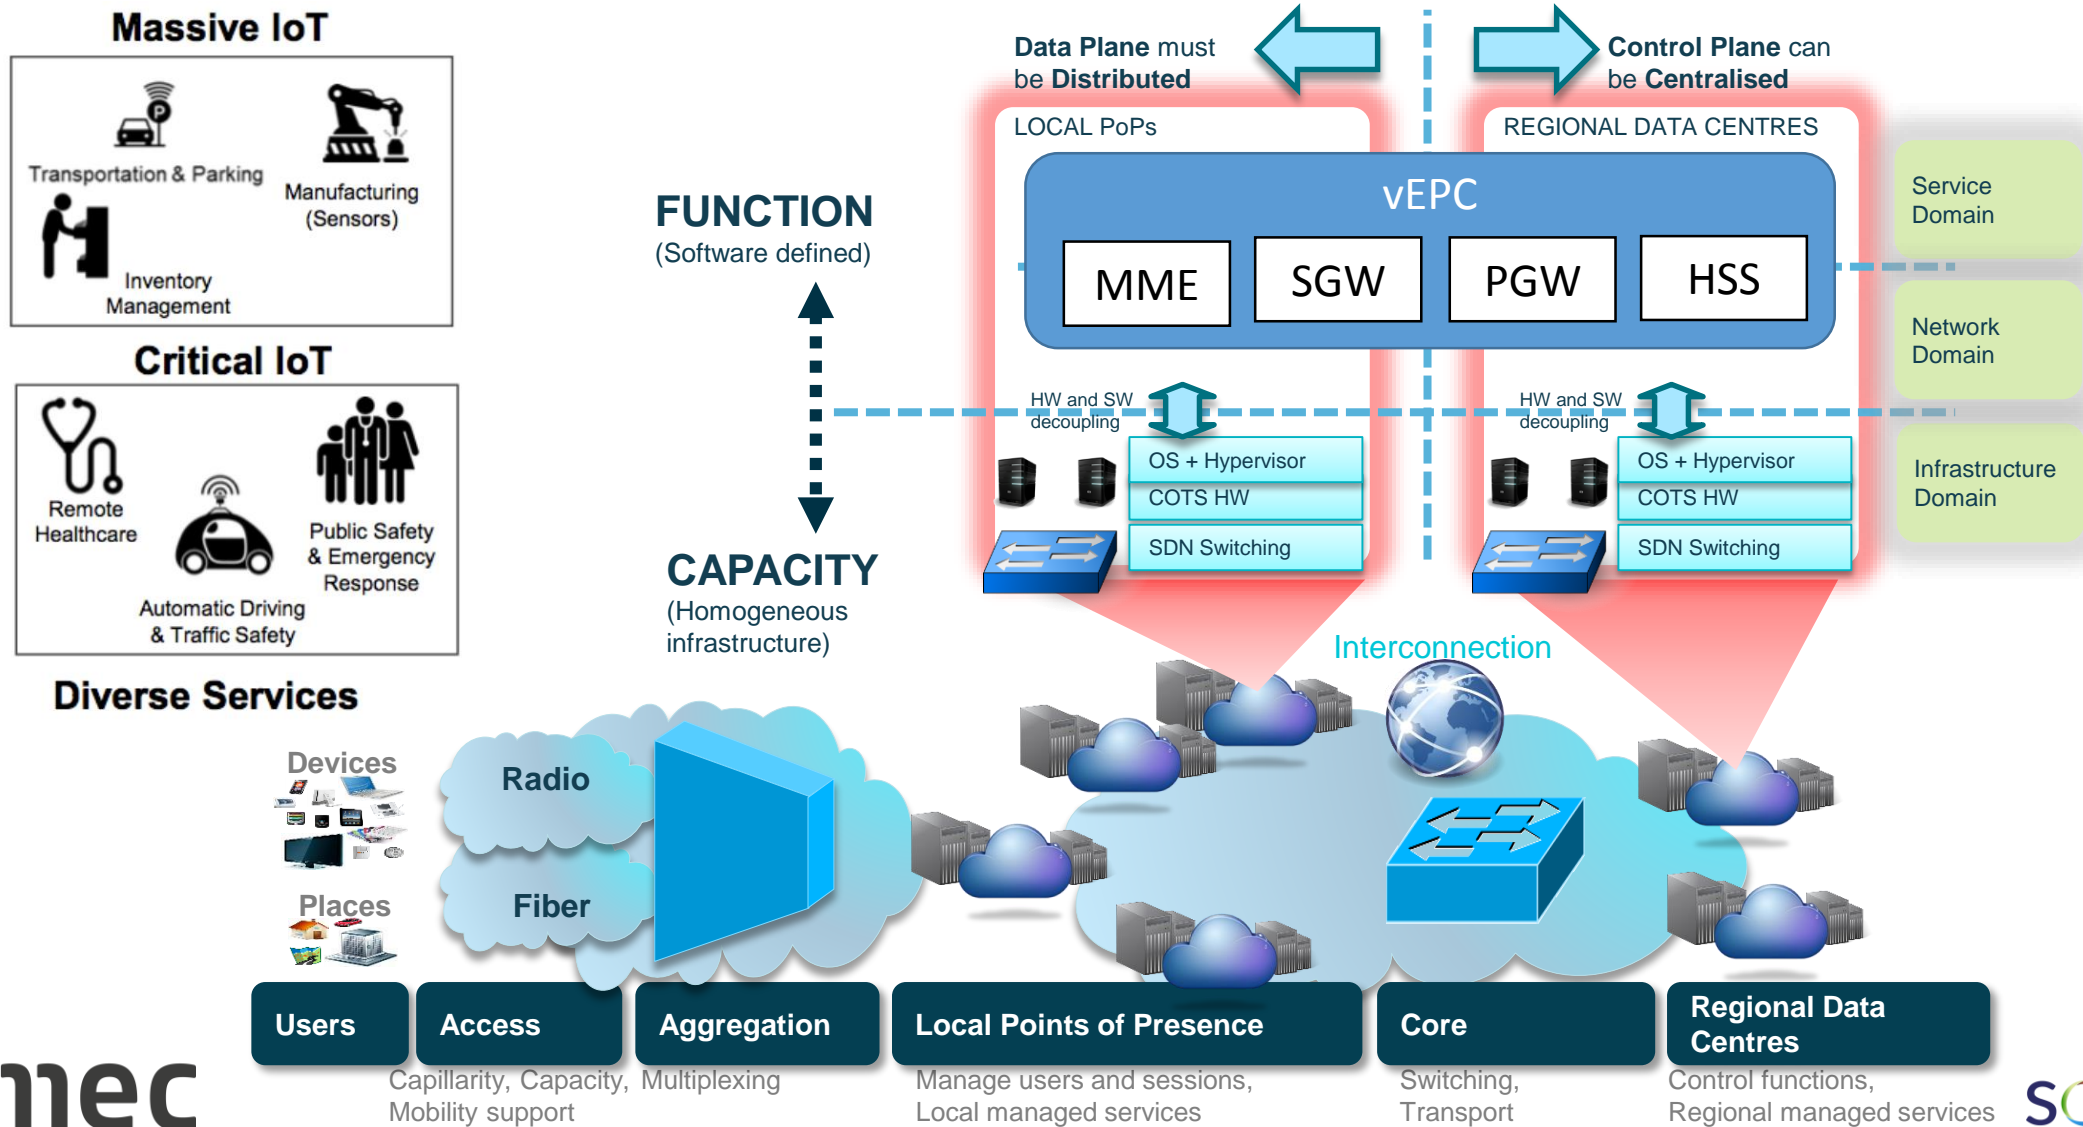 Massive IoT
Transportation & Parking
Manufacturing
(Sensors)
Inventory
Management
Critical IoT
Remote
Healthcare
Automatic Driving
& Traffic Safety
Public Safety
& Emergency
Response
Diverse Services
Devices
Places
FUNCTION
(Software defined)
CAPACITY
(Homogeneous
infrastructure)
Data Plane must
be Distributed
Control Plane can
be Centralised
LOCAL PoPs
REGIONAL DATA CENTRES
vEPC
MME
SGW
PGW
HSS
HW and SW
decoupling
OS + Hypervisor
COTS HW
SDN Switching
HW and SW
decoupling
OS + Hypervisor
COTS HW
SDN Switching
Service
Domain
Network
Domain
Infrastructure
Domain
Interconnection
Radio
Fiber
Users
Access
Aggregation
Local Points of Presence
Core
Regional Data
Centres
Capillarity, Capacity,
Mobility support
Multiplexing
Manage users and sessions,
Local managed services
Switching,
Transport
Control functions,
Regional managed services